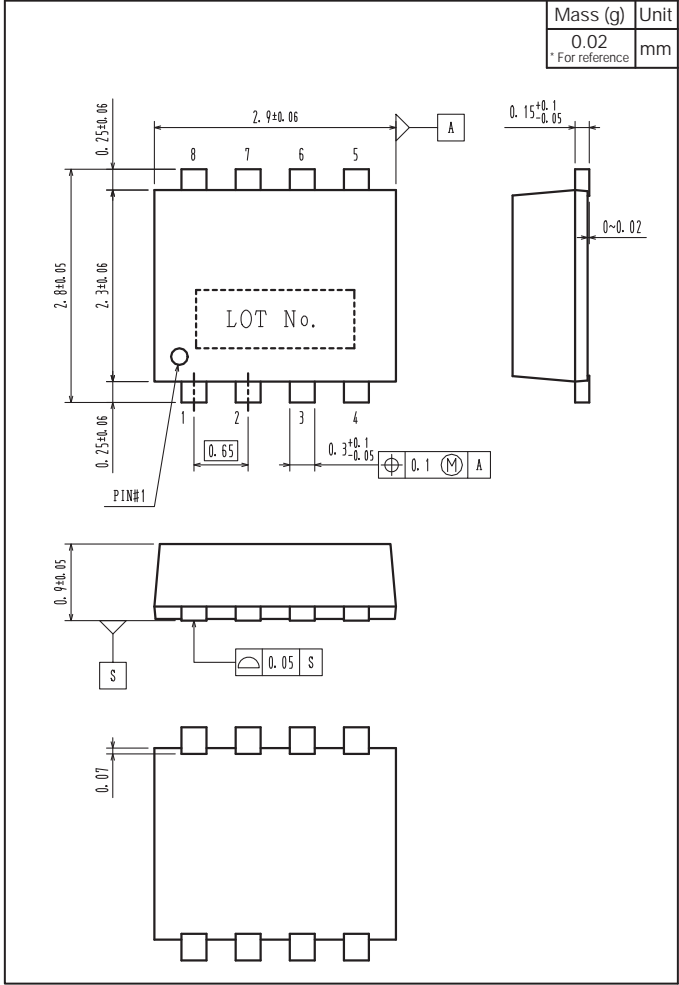 Mass (g) Unit
0.02 mm
* For reference
2.9±0.06
A
0.15+0.1 -0.05
0.25±0.06
8 7 6 5
0~0.02
2.8±0.05
2.3±0.06
LOT No.
0.25±0.06
1 2 3 4
0.65
0.3+0.1 -0.05
0.1 Ⓜ A
PIN#1
0.9±0.05
S
0.05 S
0.07